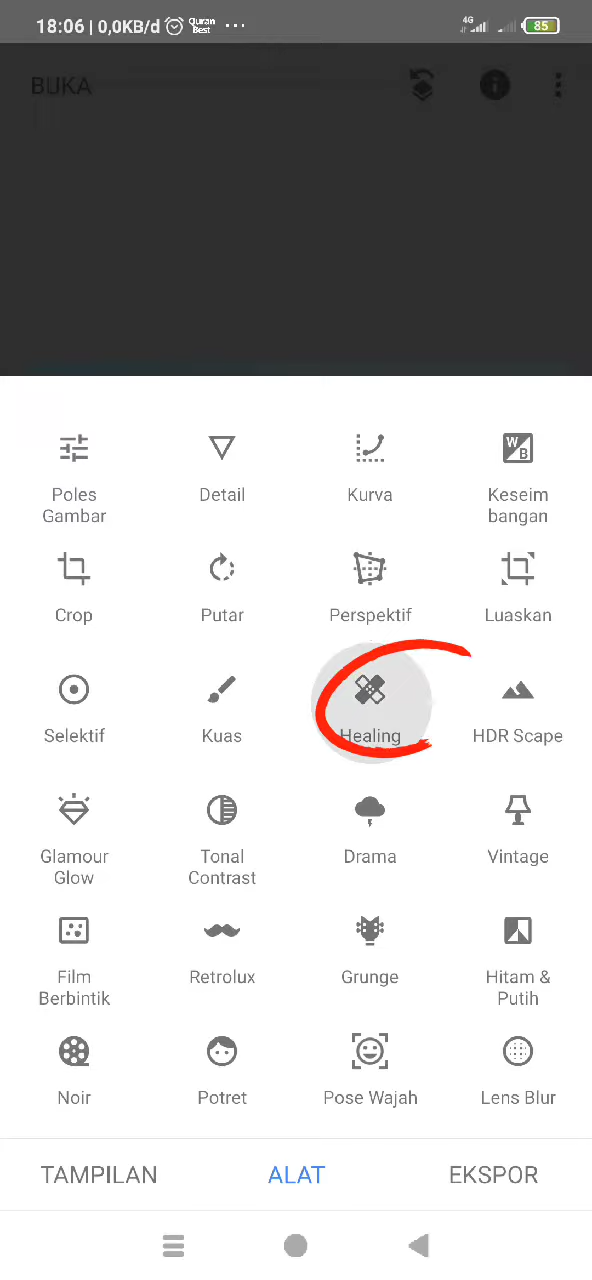 18:06 | 0,0KB/d Quran Best ... 4G 85
BUKA
Poles Gambar
Detail
Kurva
W B
Keseim bangan
Crop
Putar
Perspektif
Luaskan
Selektif
Kuas
Healing
HDR Scape
Glamour Glow
Tonal Contrast
Drama
Vintage
Film Berbintik
Retrolux
Grunge
Hitam & Putih
Noir
Potret
Pose Wajah
Lens Blur
TAMPILAN
ALAT
EKSPOR